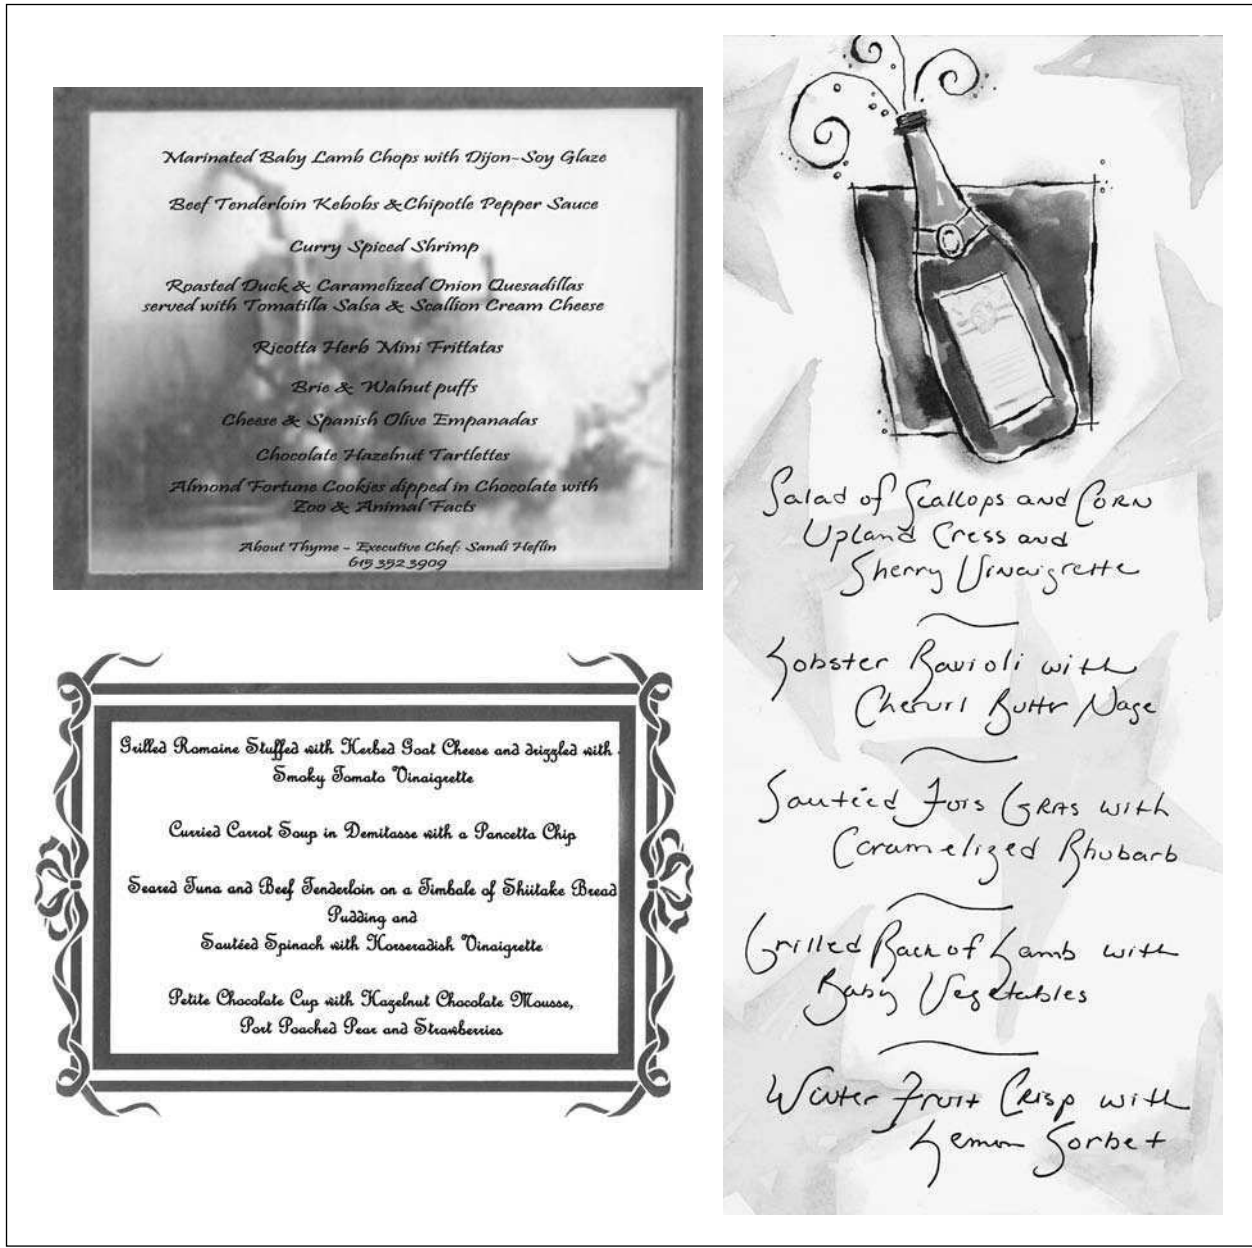 Marinated Baby Lamb Chops with Dijon-Soy Glaze
Beef Tenderloin Kebobs & Chipotle Pepper Sauce
Curry Spiced Shrimp
Roasted Duck & Caramelized Onion Quesadillas
served with Tomatilla Salsa & Scallion Cream Cheese
Ricotta Herb Mini Frittatas
Brie & Walnut puffs
Cheese & Spanish Olive Empanadas
Chocolate Hazelnut Tartlettes
Almond Fortune Cookies dipped in Chocolate with
Zoo & Animal Facts
About Thyme - Executive Chef: Sandi Heflin
615 352 3909
Grilled Romaine Stuffed with Herbed Goat Cheese and drizzled with
Smoky Tomato Vinaigrette
Curried Carrot Soup in Demitasse with a Pancetta Chip
Seared Tuna and Beef Tenderloin on a Timbale of Shiitake Bread
Pudding and
Sautéed Spinach with Horseradish Vinaigrette
Petite Chocolate Cup with Hazelnut Chocolate Mousse,
Port Poached Pear and Strawberries
Salad of Scallops and Corn
Upland Cress and
Sherry Vinaigrette
Lobster Ravioli with
Chervil Butter Nage
Sautéed Fois Gras with
Caramelized Rhubarb
Grilled Rack of Lamb with
Baby Vegetables
Winter Fruit Crisp with
Lemon Sorbet